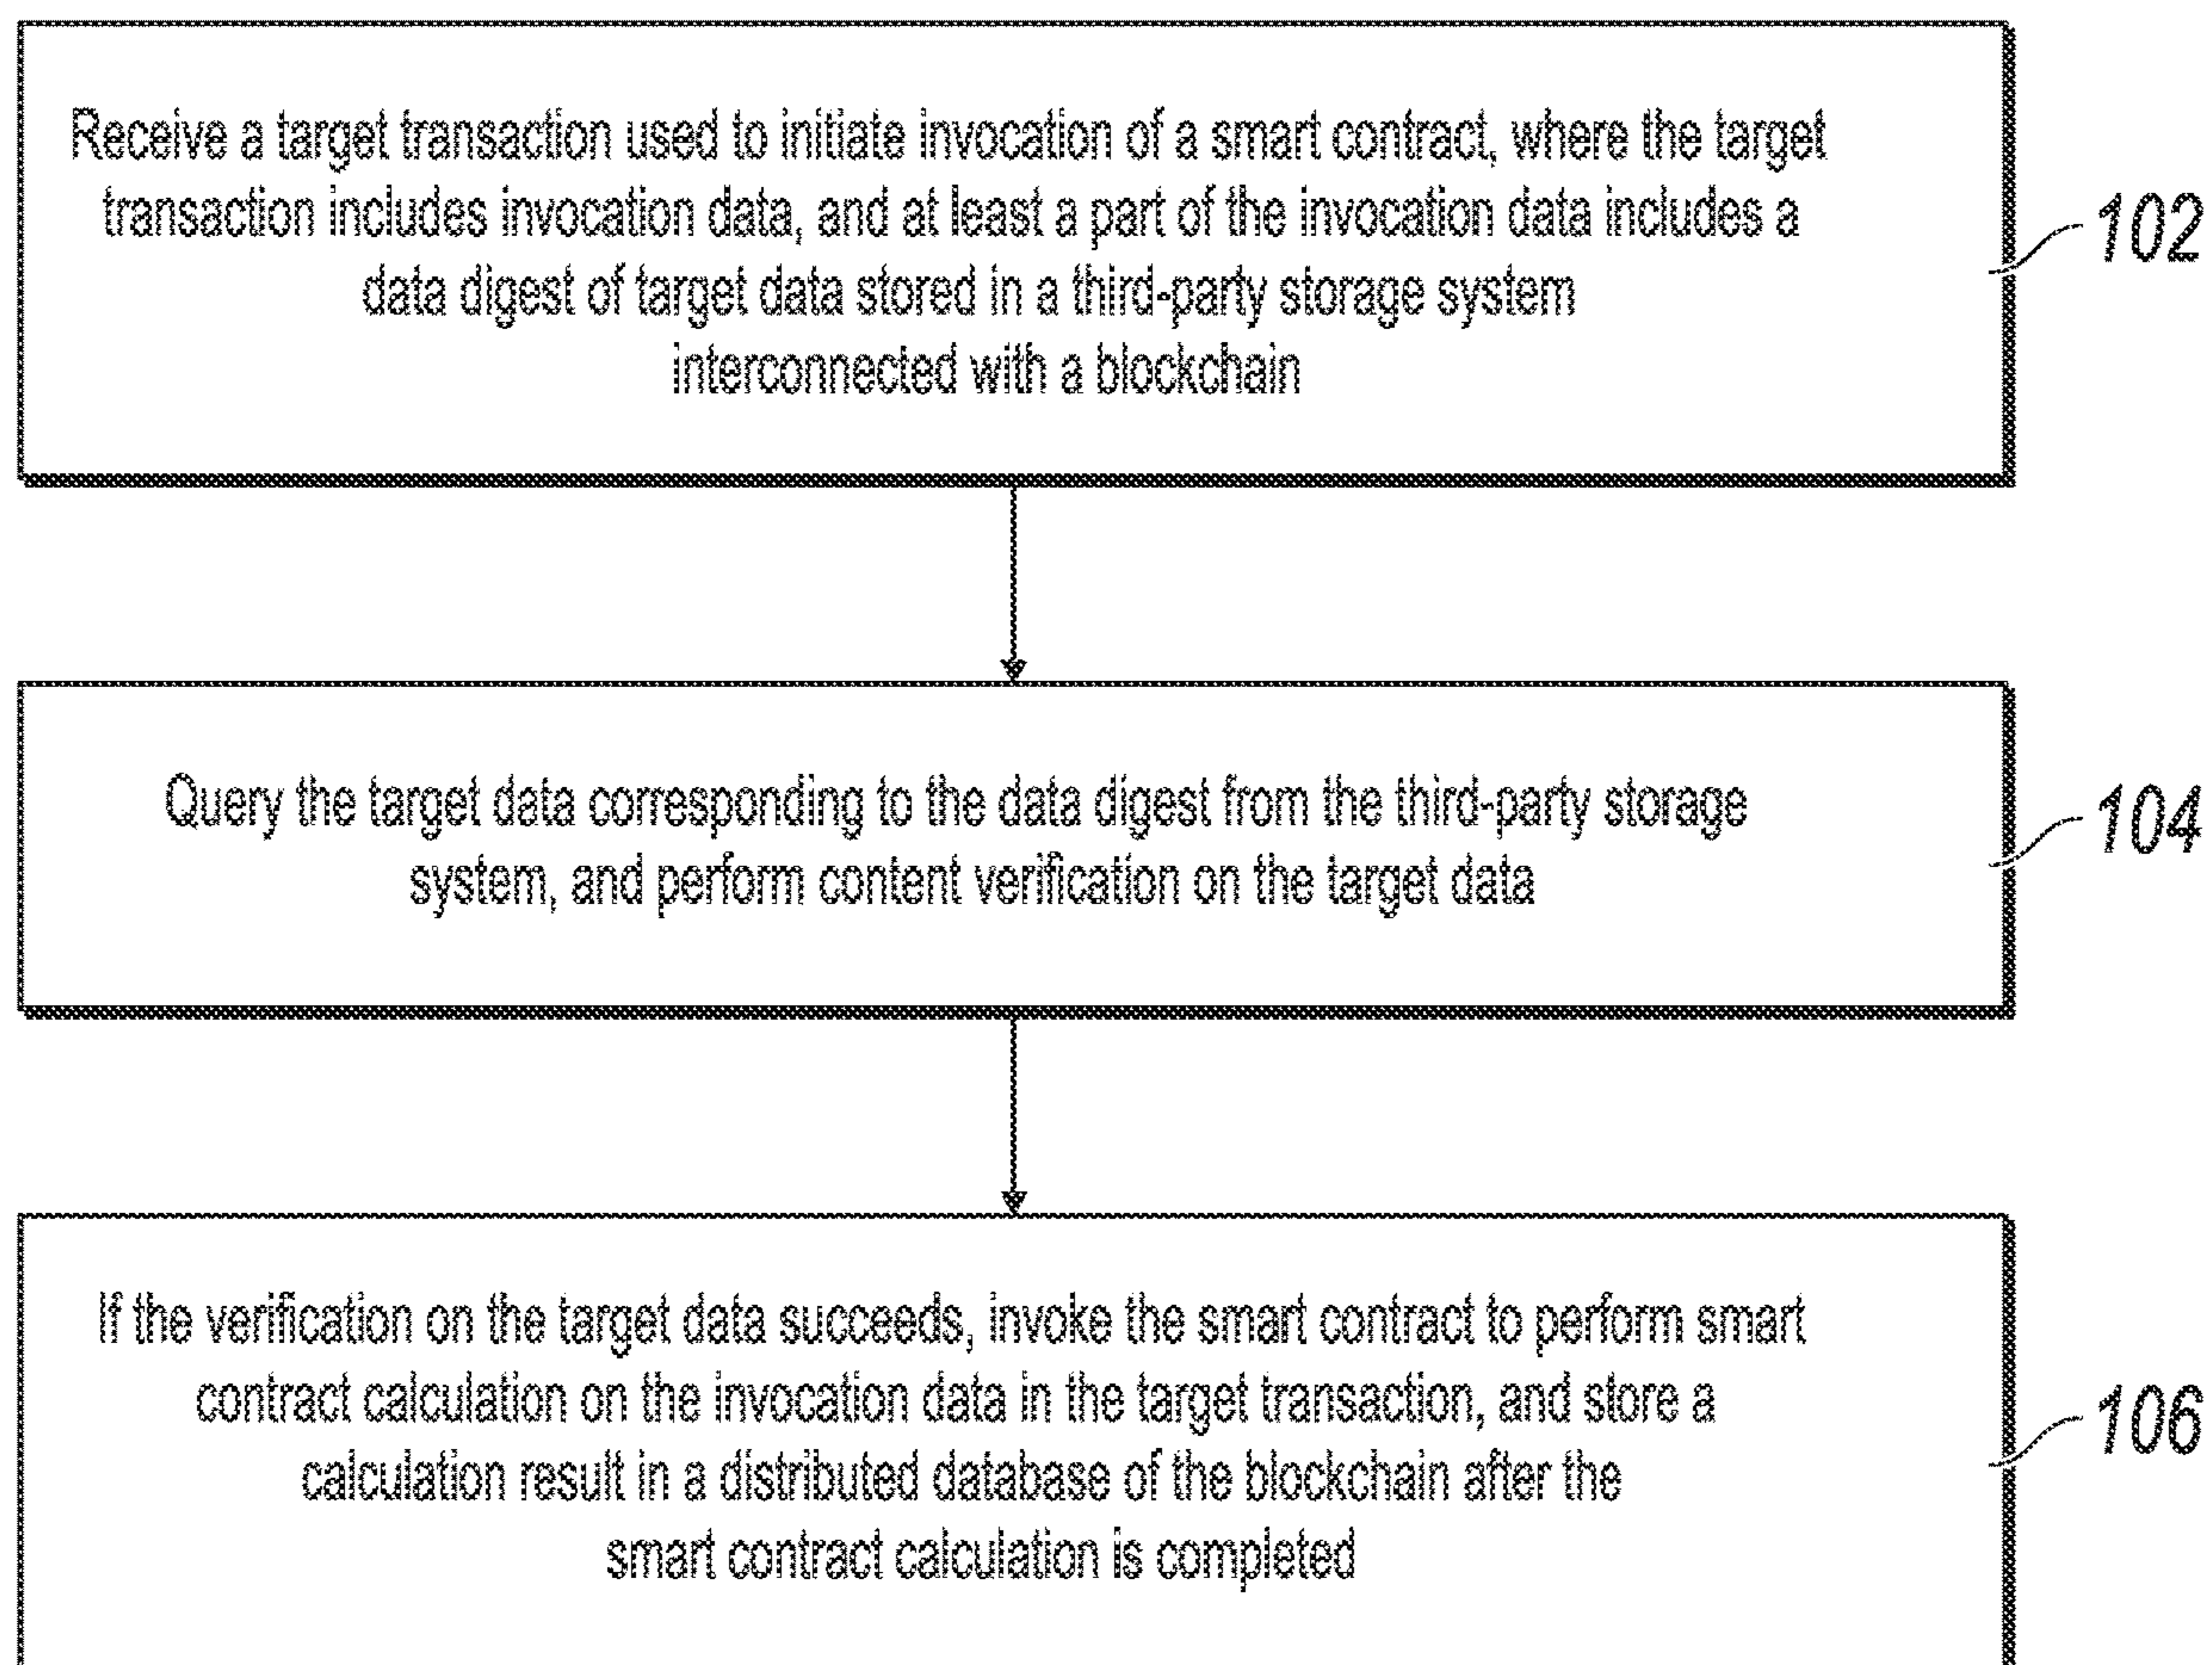 Receive a target transaction used to initiate invocation of a smart contract, where the target
transaction includes invocation data, and at least a part of the invocation data includes a
data digest of target data stored in a third-party storage system
interconnected with a blockchain
102
Query the target data corresponding to the data digest from the third-party storage
system, and perform content verification on the target data
104
If the verification on the target data succeeds, invoke the smart contract to perform smart
contract calculation on the invocation data in the target transaction, and store a
calculation result in a distributed database of the blockchain after the
smart contract calculation is completed
106